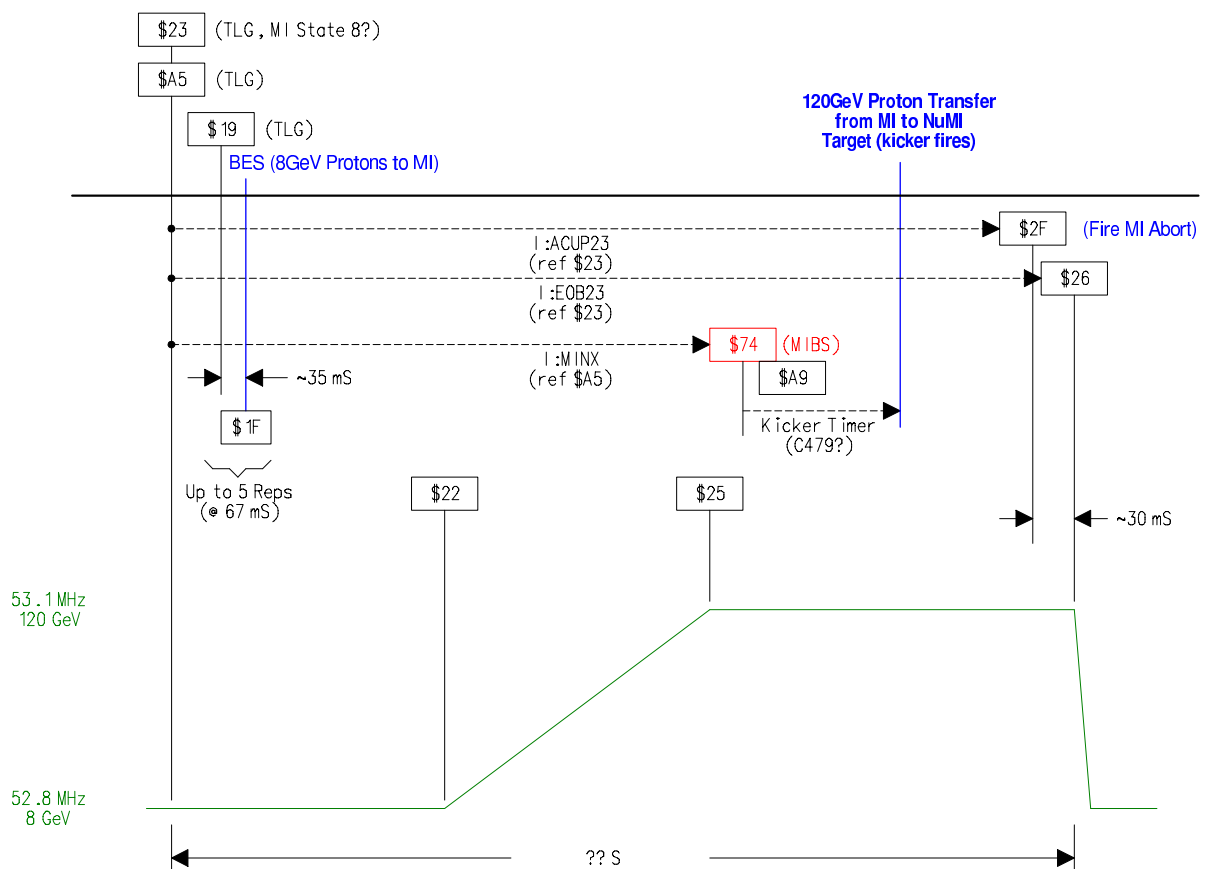 $23 (TLG, MI State 8?)
$A5 (TLG)
$19 (TLG)
BES (8GeV Protons to MI)
120GeV Proton Transfer
from MI to NuMI
Target (kicker fires)
$2F (Fire MI Abort)
I:ACUP23
(ref $23)
$26
I:EOB23
(ref $23)
$74 (MIBS)
I:MINX
(ref $A5)
$A9
~35 mS
$1F
Kicker Timer
(C479?)
Up to 5 Reps
(@ 67 mS)
$22
$25
~30 mS
53.1 MHz
120 GeV
52.8 MHz
8 GeV
?? S